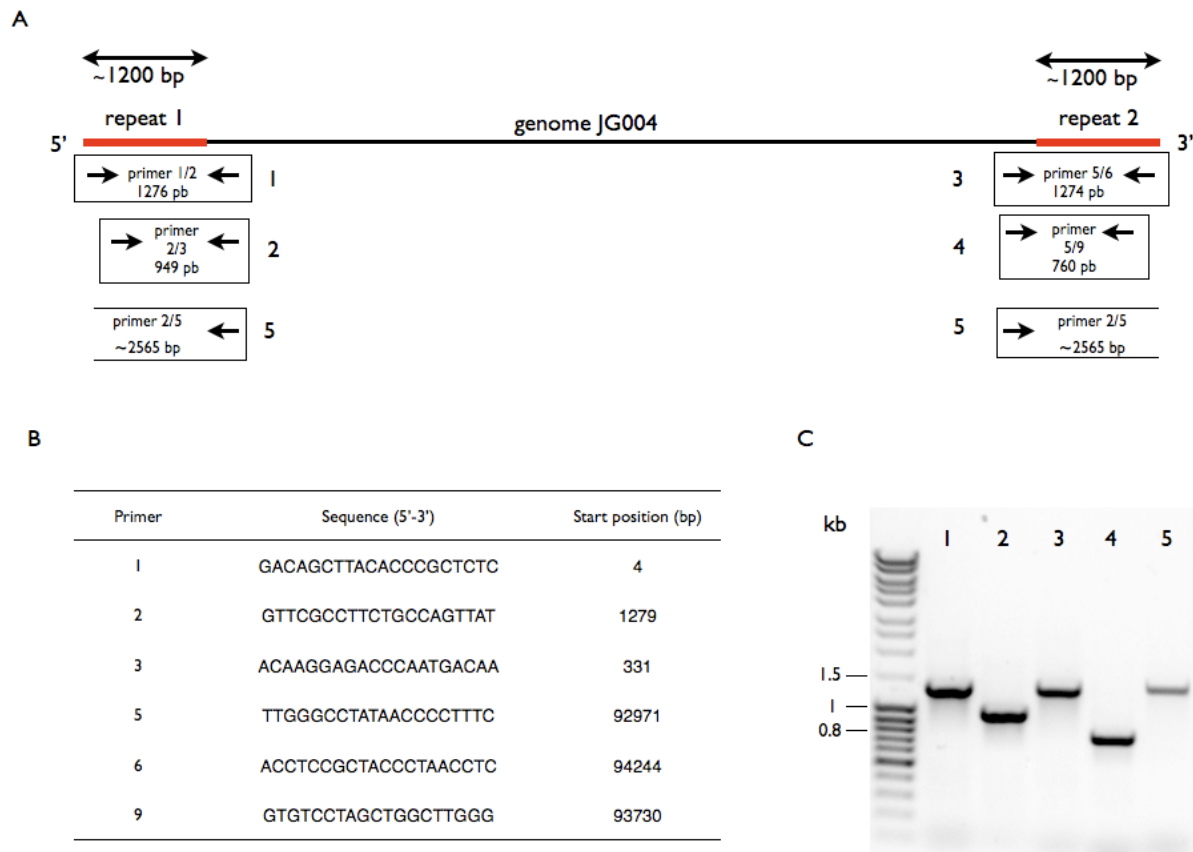 A
~1200 bp
~1200 bp
repeat 1
genome JG004
repeat 2
5'
3'
primer 1/2
1276 pb
1
3
primer 5/6
1274 pb
primer
2/3
949 pb
2
4
primer
5/9
760 pb
primer 2/5
~2565 bp
5
5
primer 2/5
~2565 bp
B
Primer Sequence (5'-3') Start position (bp)
1 GACAGCTTACACCCGCTCTC 4
2 GTTCGCCTTCTGCCAGTTAT 1279
3 ACAAGGAGACCCAATGACAA 331
5 TTGGGCCTATAACCCCTTTC 92971
6 ACCTCCGCTACCCTAACCTC 94244
9 GTGTCCTAGCTGGCTTGGG 93730
C
kb
1 2 3 4 5
1.5
1
0.8